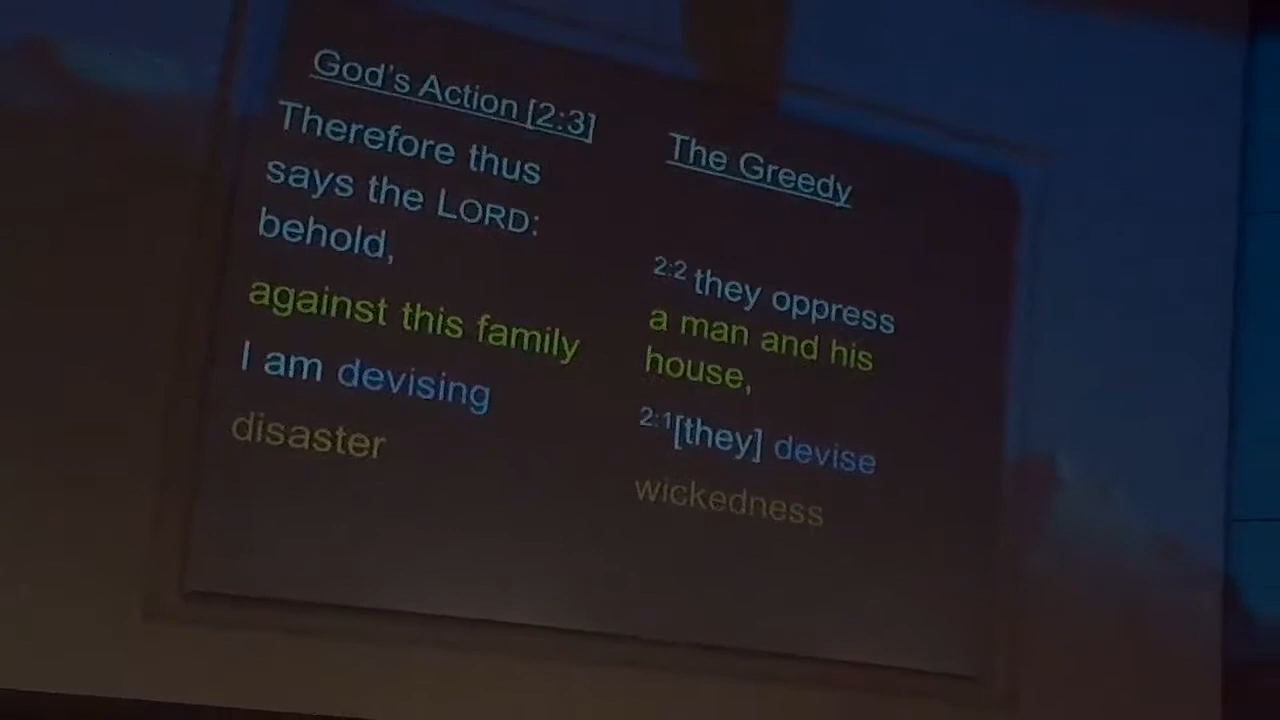 God's Action [2:3]
Therefore thus
says the LORD:
behold,
against this family
I am devising
disaster
The Greedy
2:2 they oppress
a man and his
house,
2:1[they] devise
wickedness